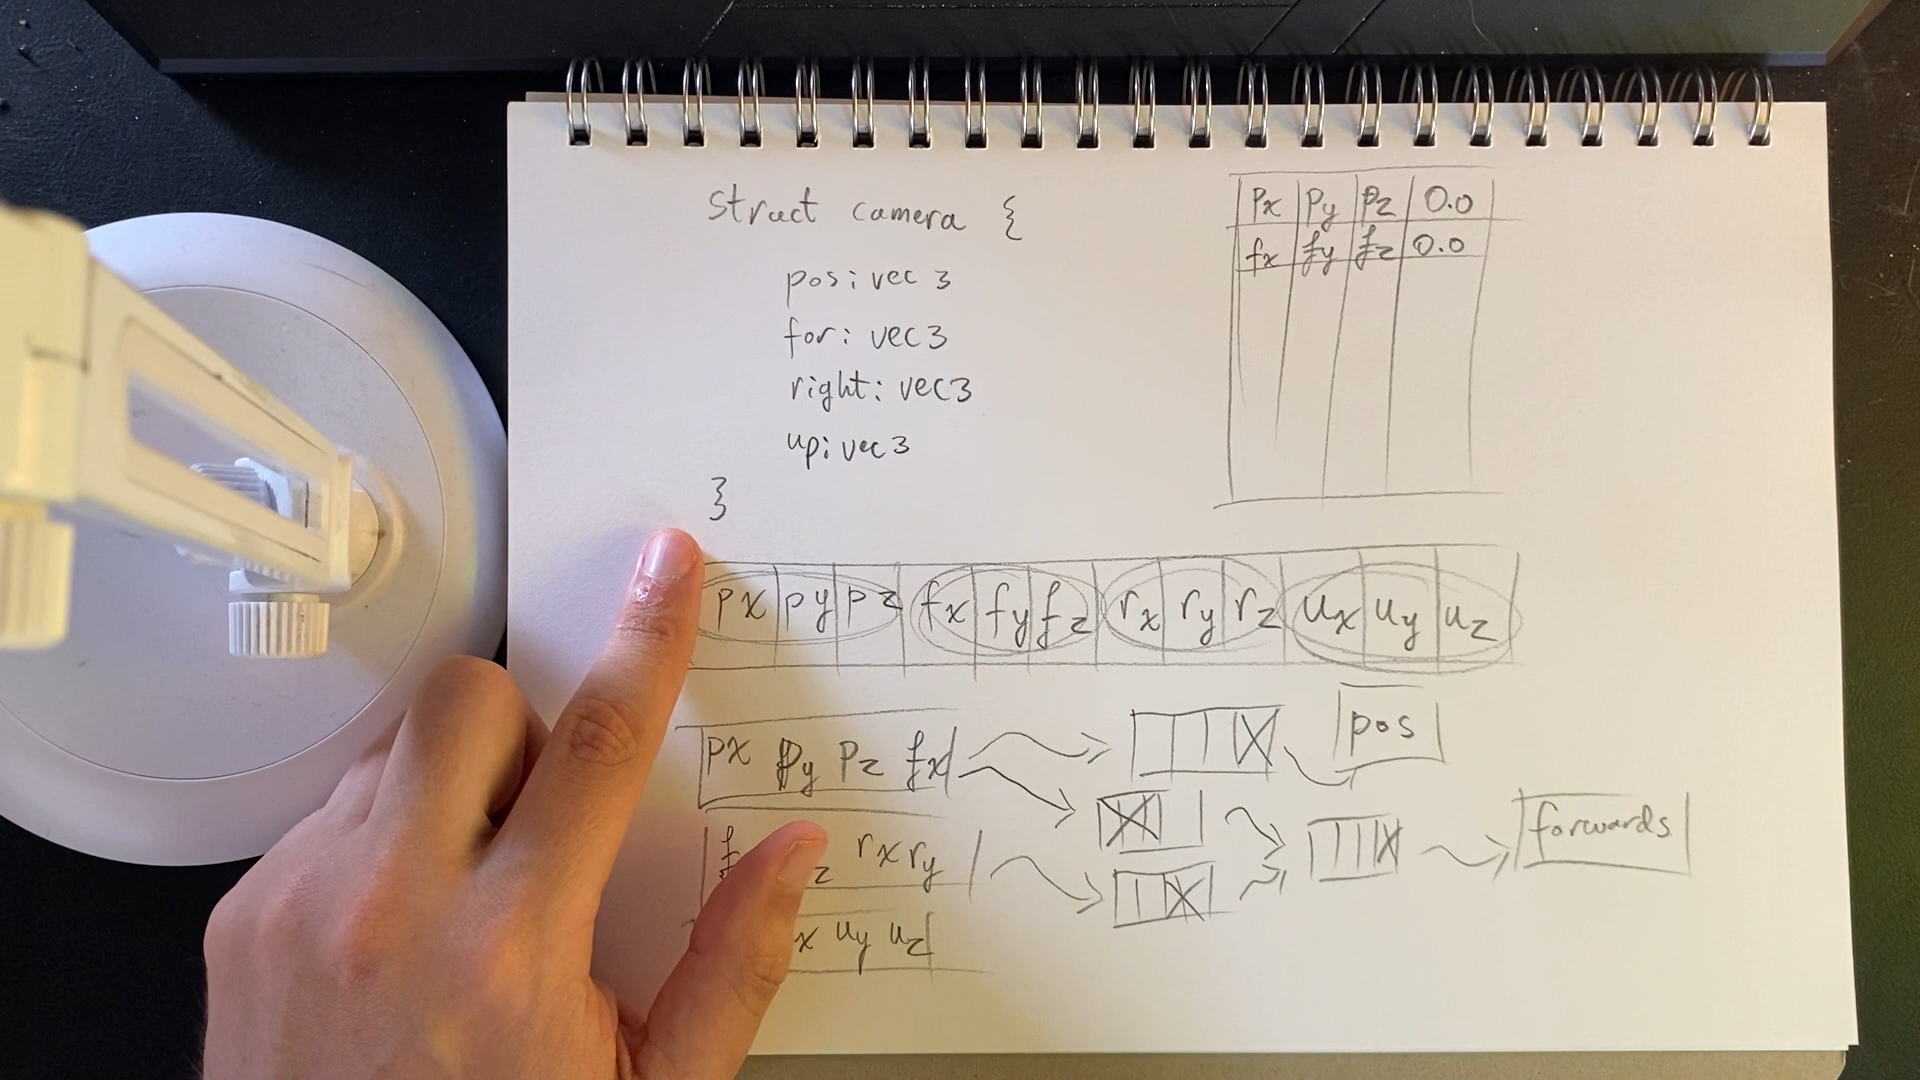 struct camera {
pos: vec 3
for: vec3
right: vec3
up: vec3
}
px py pz 0.0
fx fy fz 0.0
px py pz fx fy fz rx ry rz ux uy uz
px py pz fx
pos
f z rx ry
forwards
x uy uz